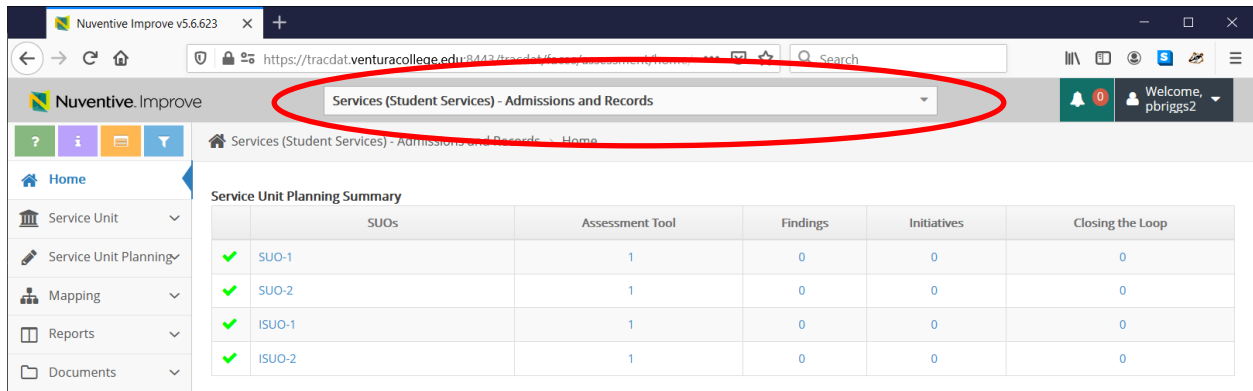 Nuventive Improve v5.6.623
https://tracdat.venturacollege.edu:8443/tracdat/faces/assessment/home/ Search
Nuventive. Improve Services (Student Services) - Admissions and Records 0 Welcome, pbriggs2
? i Services (Student Services) - Admissions and Records > Home
Home
Service Unit Planning Summary
Service Unit
SUOs Assessment Tool Findings Initiatives Closing the Loop
Service Unit Planning
SUO-1 1 0 0 0
SUO-2 1 0 0 0
Mapping
ISUO-1 1 0 0 0
Reports
ISUO-2 1 0 0 0
Documents